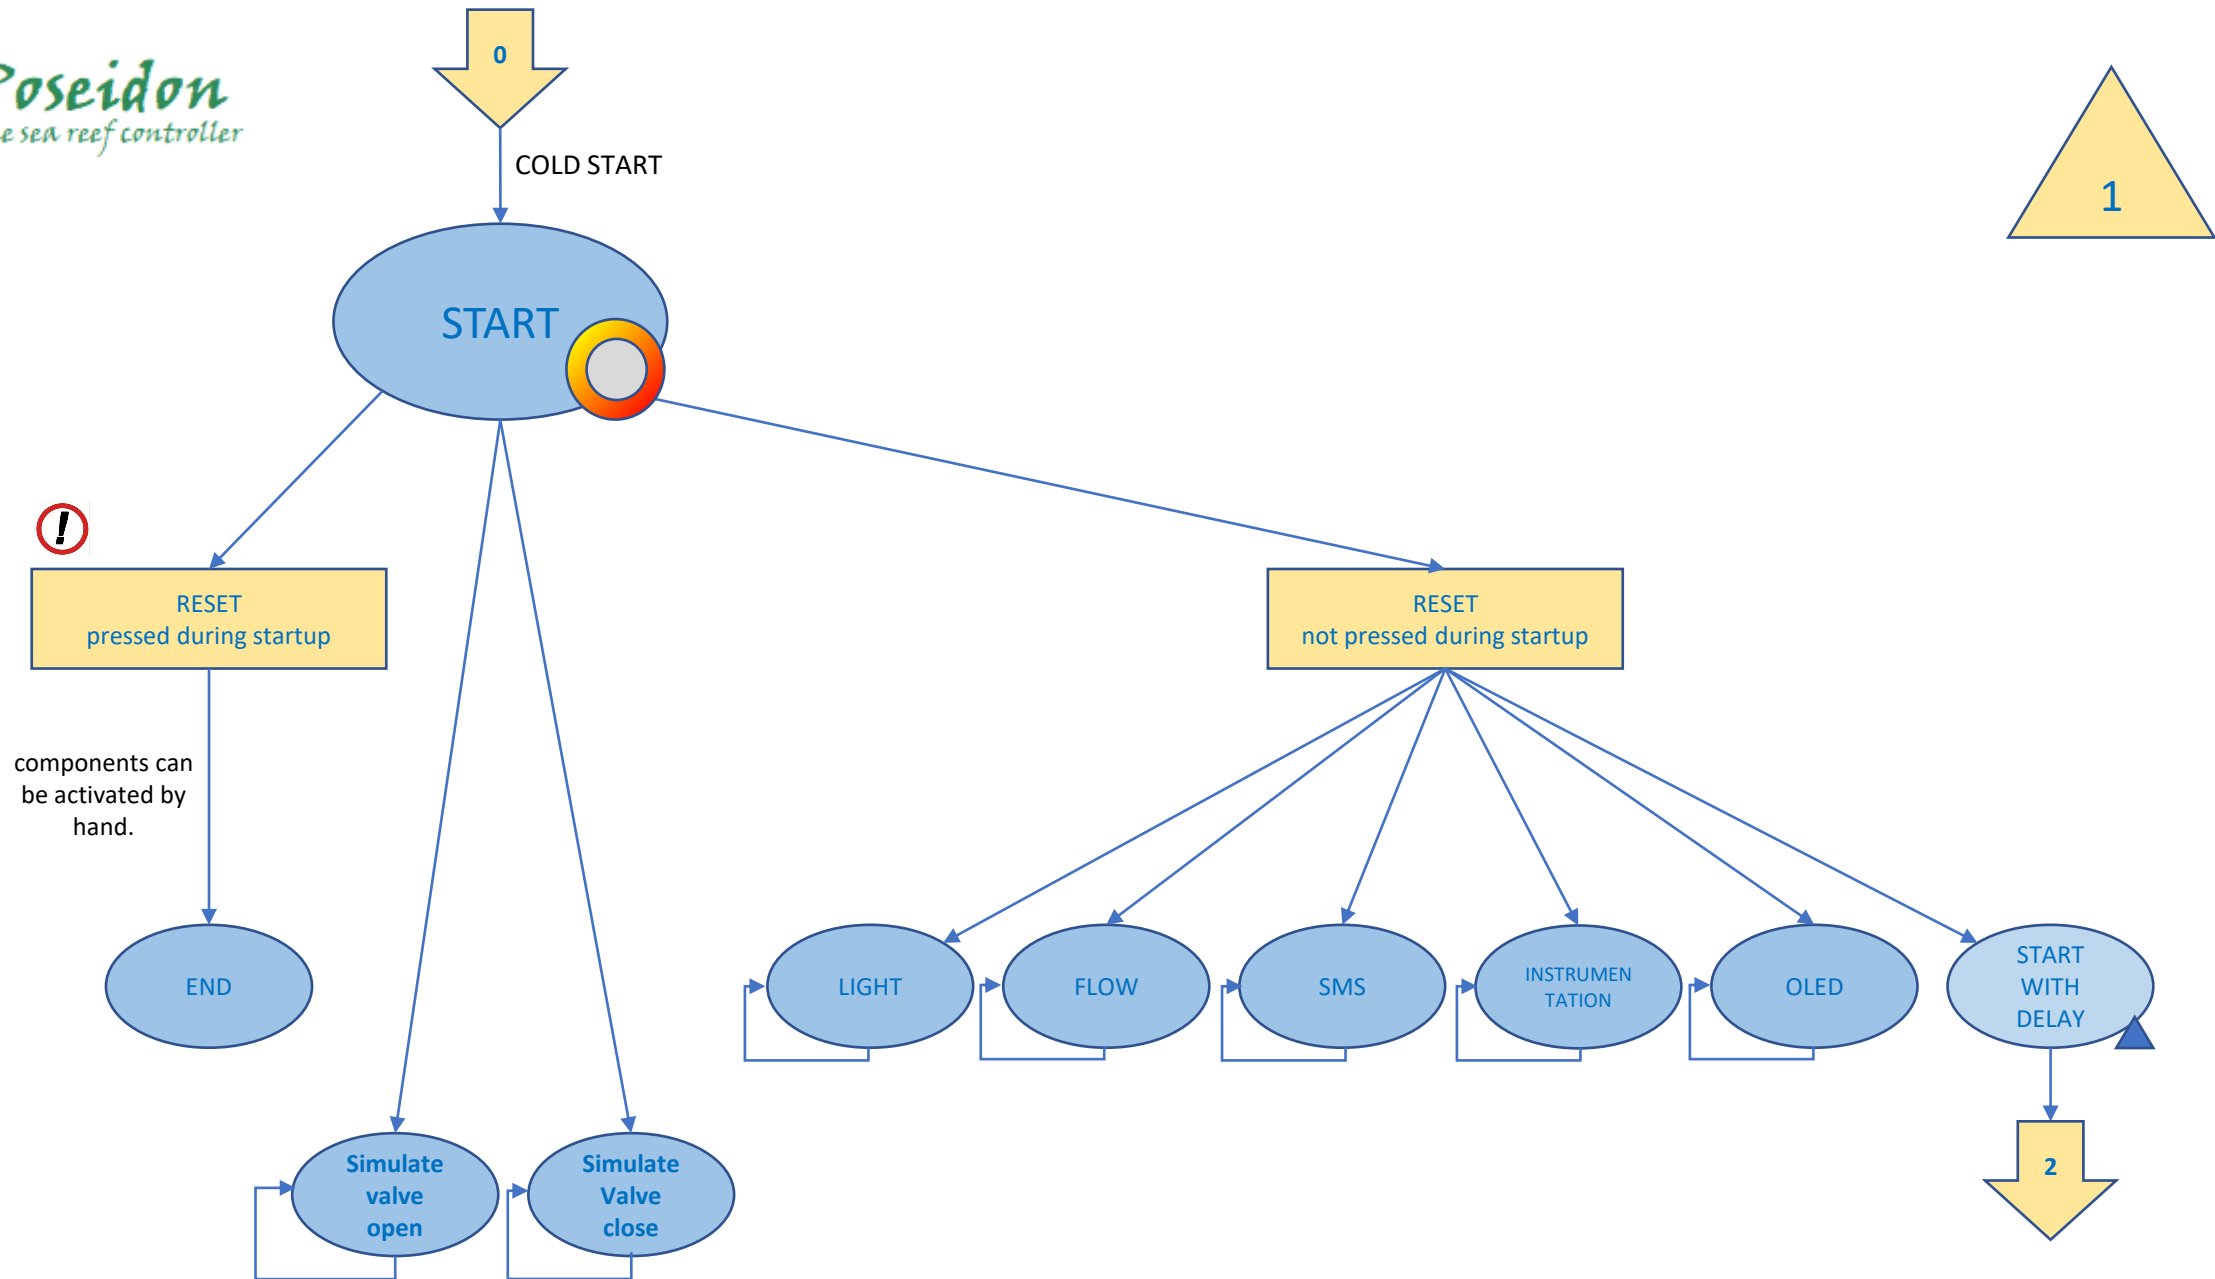 0
Poseidon
e sea reef controller
COLD START
1
START
RESET
pressed during startup
RESET
not pressed during startup
components can
be activated by
hand.
END
LIGHT
FLOW
SMS
INSTRUMEN
TATION
OLED
START
WITH
DELAY
Simulate
valve
open
Simulate
Valve
close
2